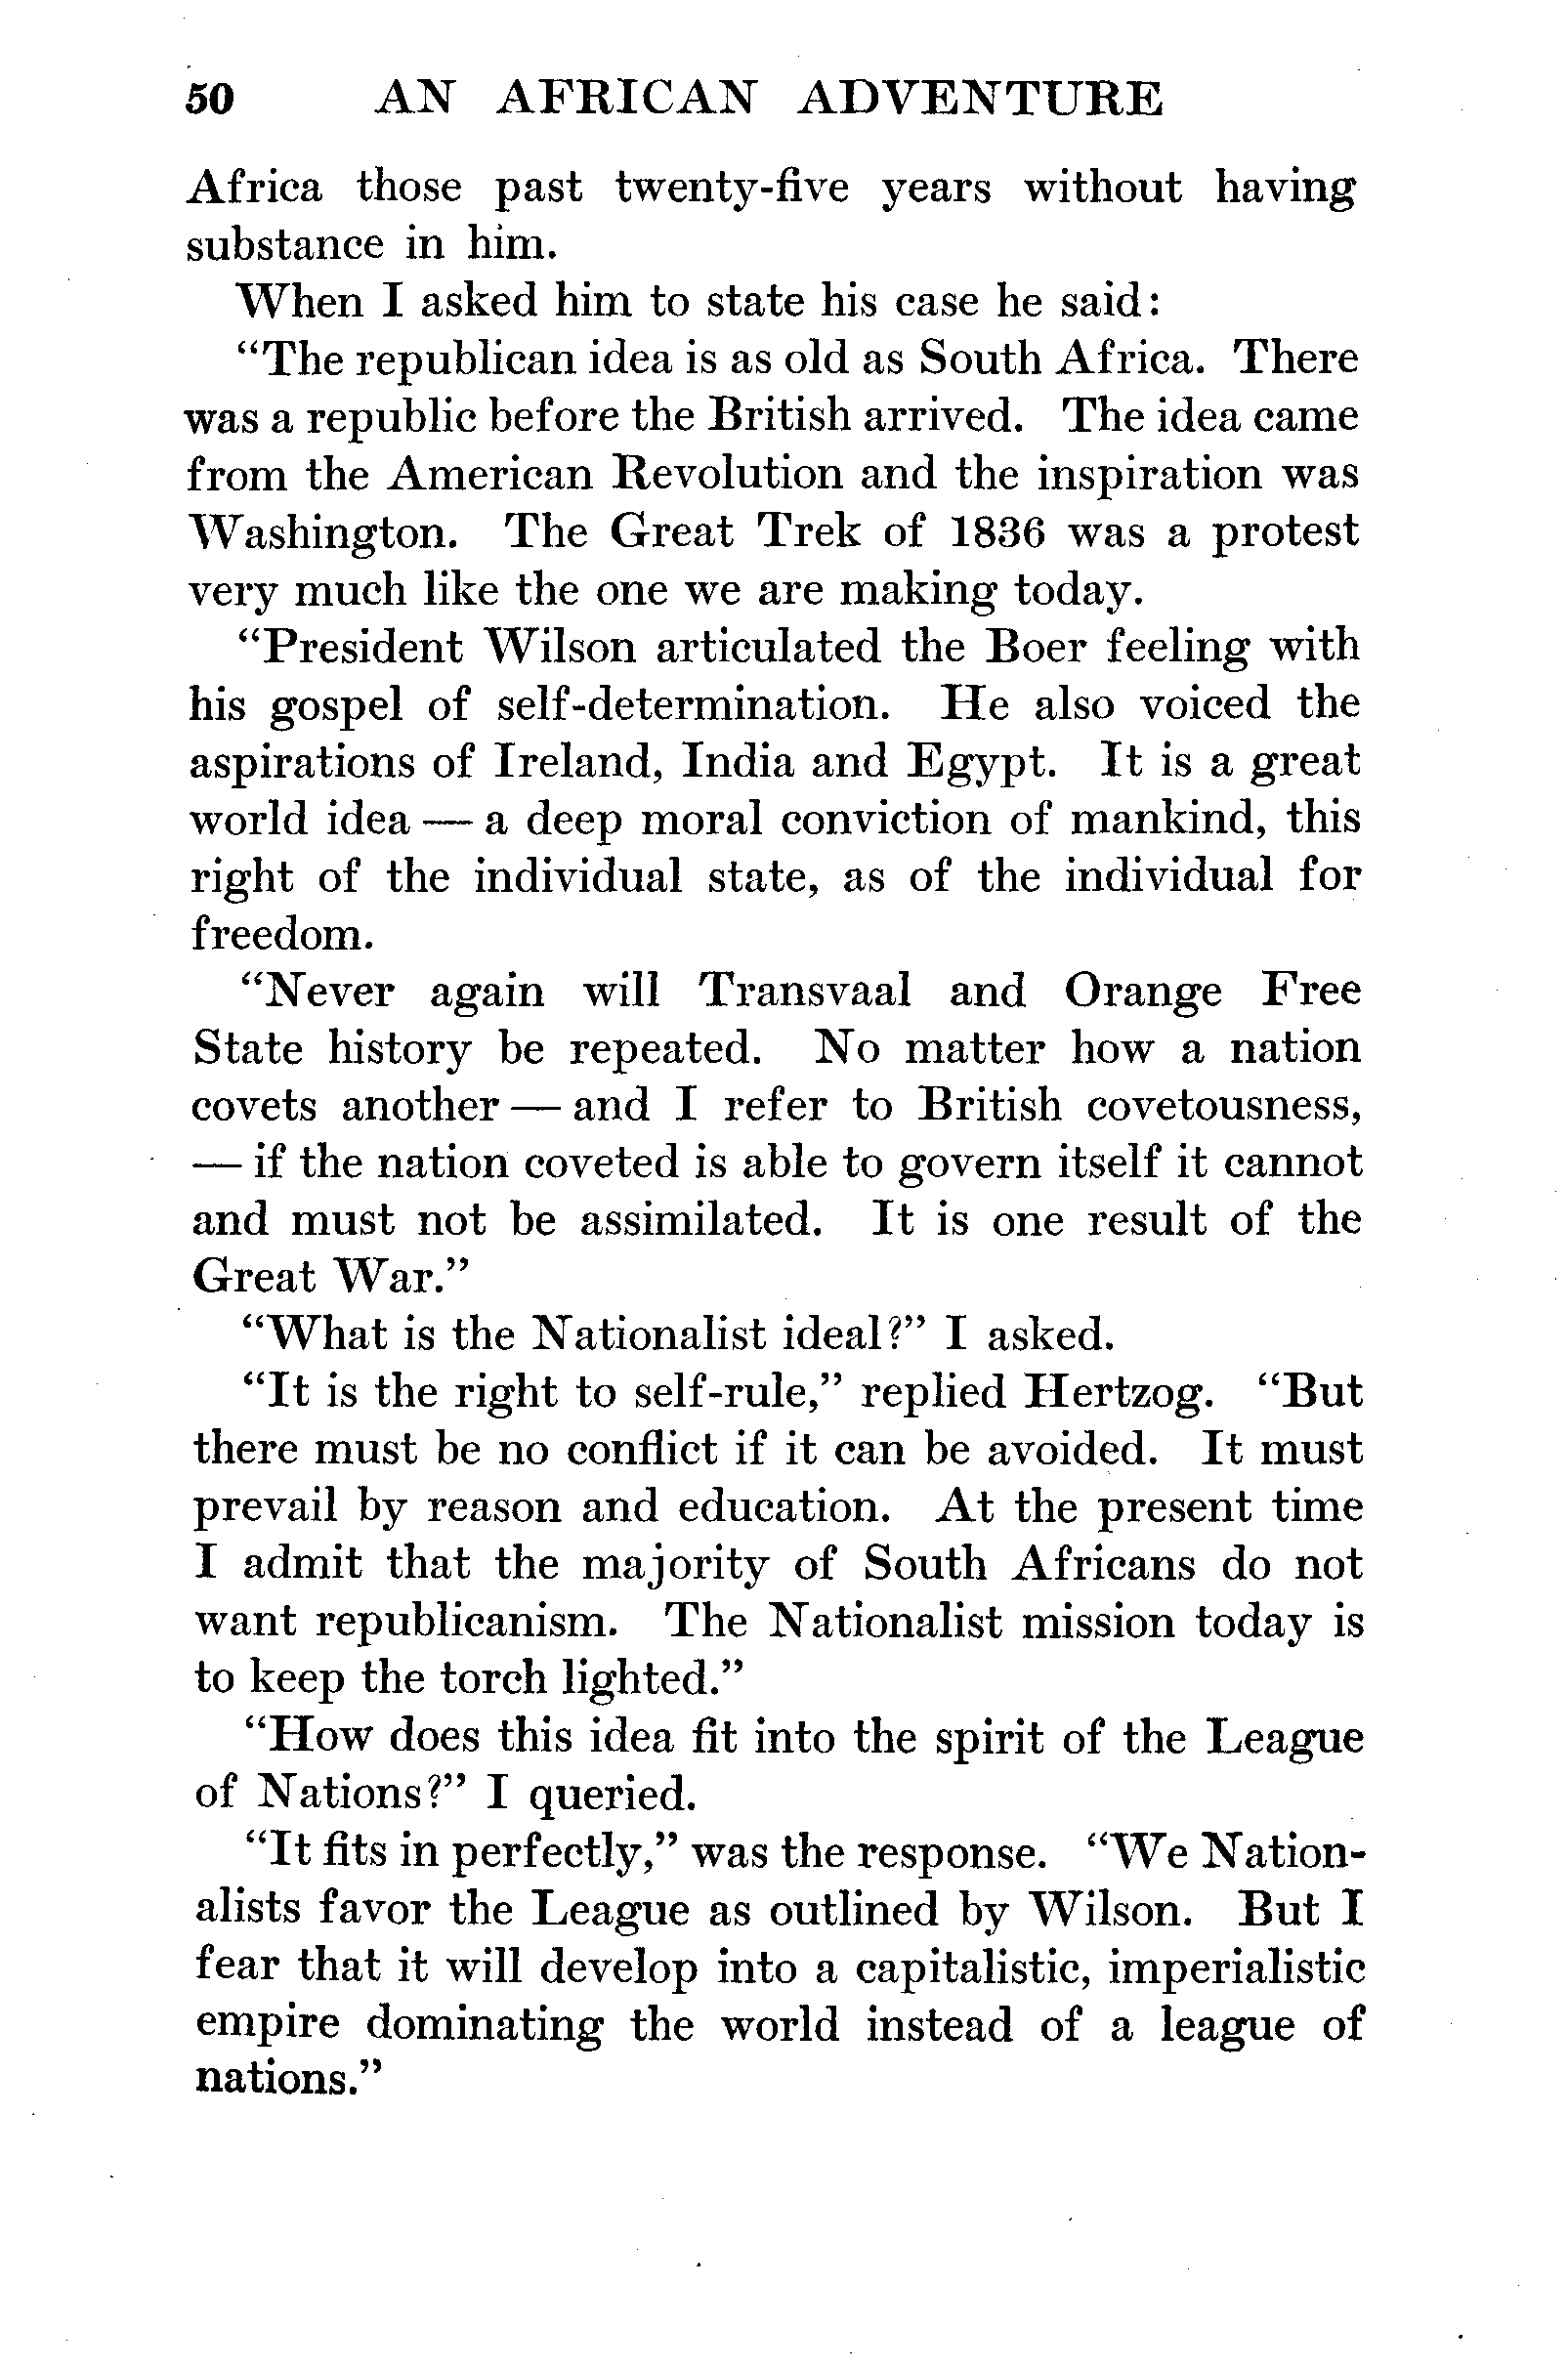 50 AN AFRICAN ADVENTURE
Africa those past twenty-five years without having
substance in him.
When I asked him to state his case he said:
“The republican idea is as old as South Africa. There
was a republic before the British arrived. The idea came
from the American Revolution and the inspiration was
Washington. The Great Trek of 1836 was a protest
very much like the one we are making today.
“President Wilson articulated the Boer feeling with
his gospel of self-determination. He also voiced the
aspirations of Ireland, India and Egypt. It is a great
world idea — a deep moral conviction of mankind, this
right of the individual state, as of the individual for
freedom.
“Never again will Transvaal and Orange Free
State history be repeated. No matter how a nation
covets another — and I refer to British covetousness,
— if the nation coveted is able to govern itself it cannot
and must not be assimilated. It is one result of the
Great War.”
“What is the Nationalist ideal?” I asked.
“It is the right to self-rule,” replied Hertzog. “But
there must be no conflict if it can be avoided. It must
prevail by reason and education. At the present time
I admit that the majority of South Africans do not
want republicanism. The Nationalist mission today is
to keep the torch lighted.”
“How does this idea fit into the spirit of the League
of Nations?” I queried.
“It fits in perfectly,” was the response. “We Nation-
alists favor the League as outlined by Wilson. But I
fear that it will develop into a capitalistic, imperialistic
empire dominating the world instead of a league of
nations.”